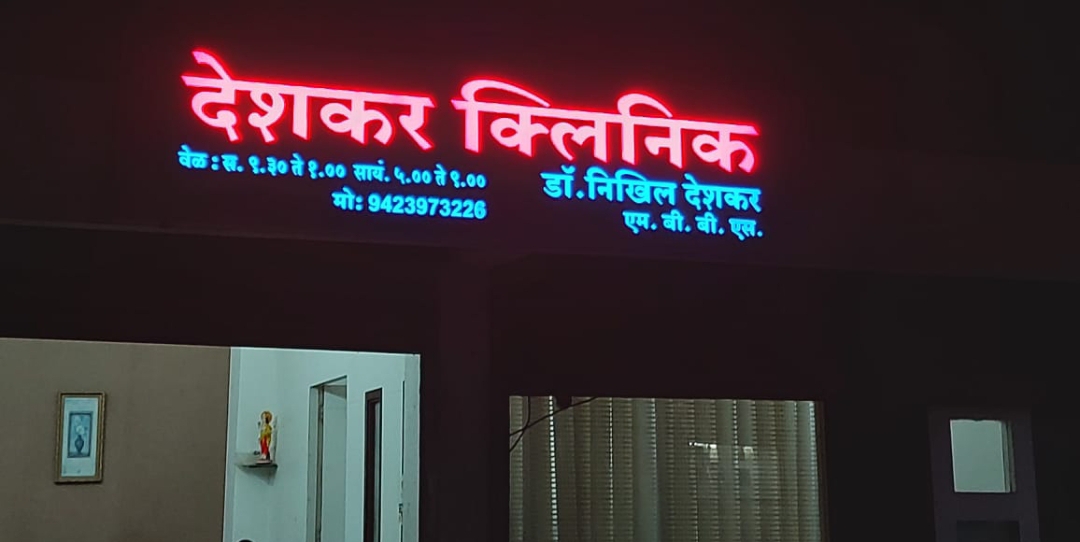 देशकर क्लिनिक
वेळ : स. ९.३० ते १.०० सायं. ५.०० ते ९.००
मो: 9423973226
डॉ.निखिल देशकर
एम. बी. बी. एस.